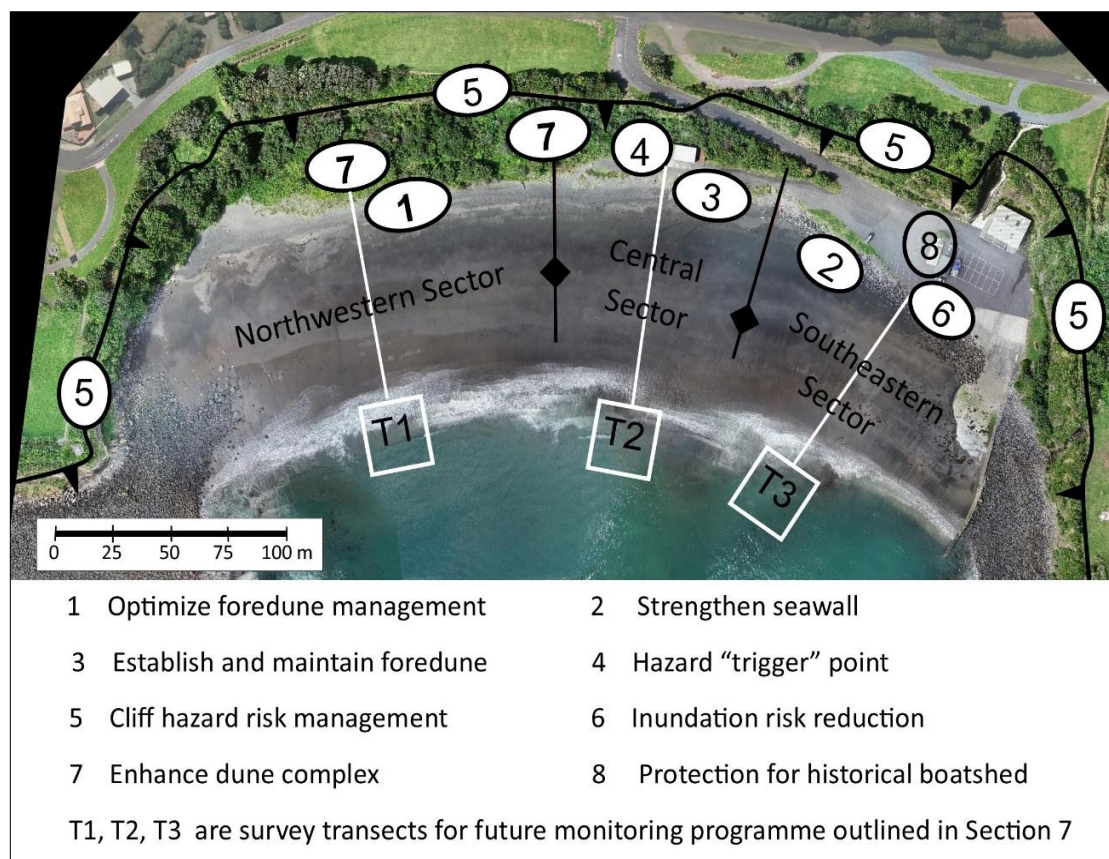 5
7
4
5
7
1
3
8
2
Central
Sector
Northwestern Sector
6
5
5
Southeastern
Sector
T1
T2
T3
0 25 50 75 100 m
1 Optimize foredune management
2 Strengthen seawall
3 Establish and maintain foredune
4 Hazard “trigger” point
5 Cliff hazard risk management
6 Inundation risk reduction
7 Enhance dune complex
8 Protection for historical boatshed
T1, T2, T3 are survey transects for future monitoring programme outlined in Section 7